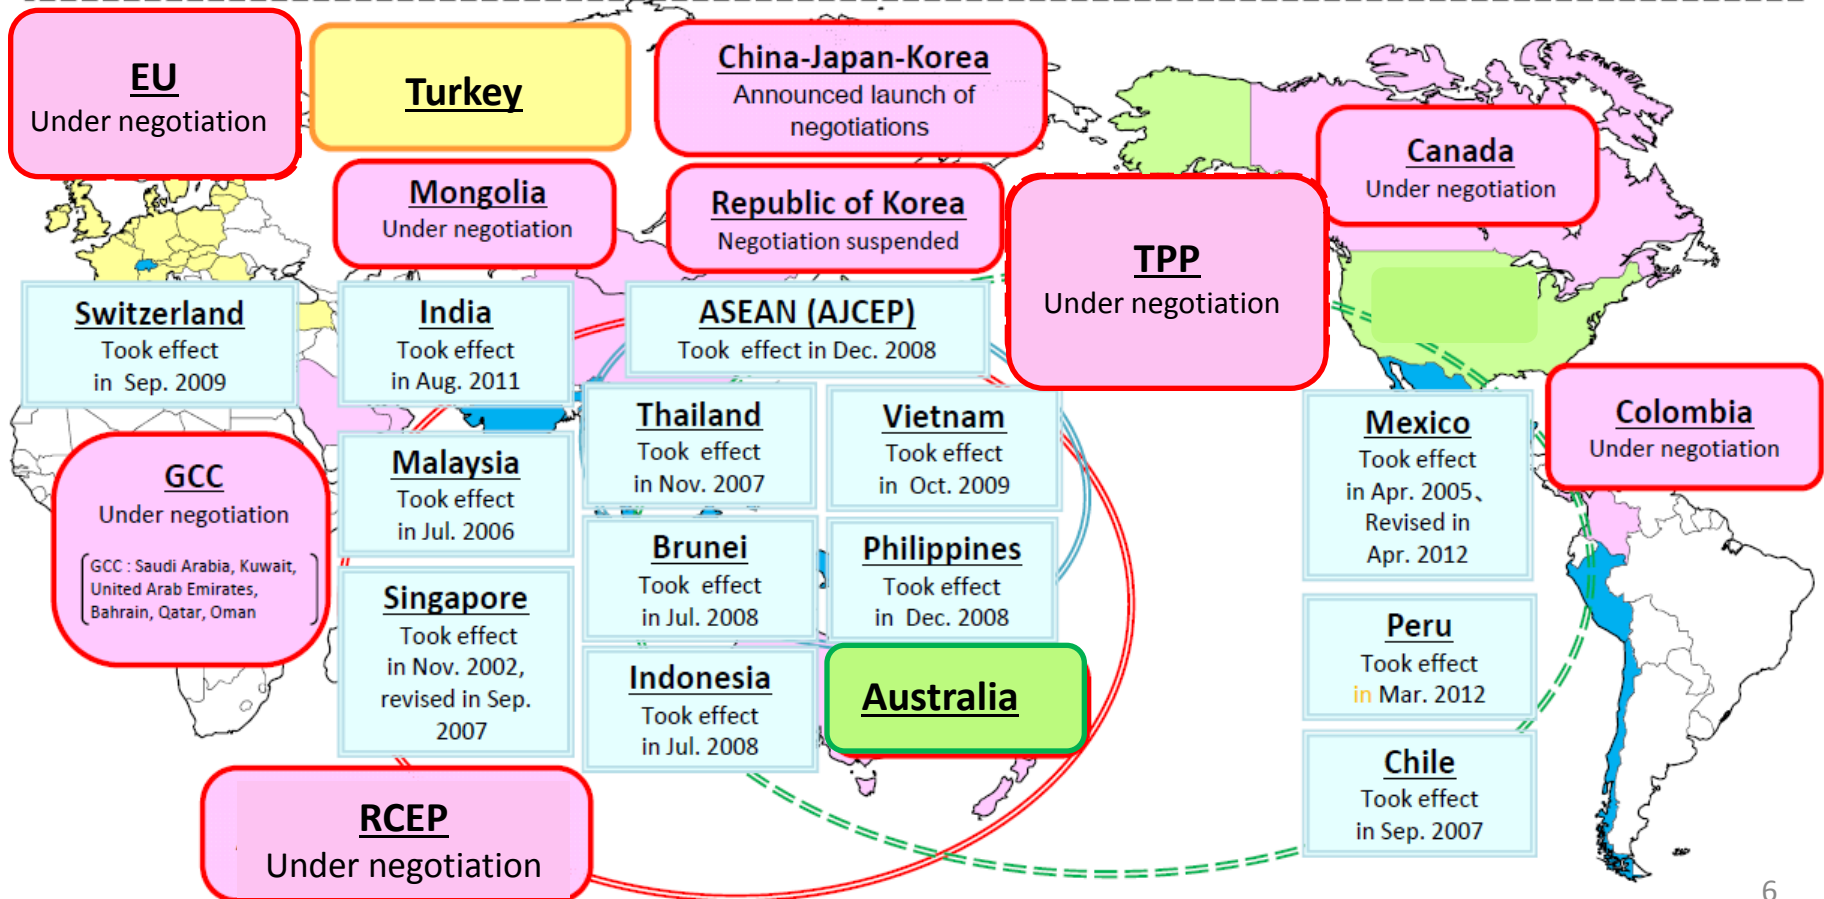 EU
Under negotiation
Turkey
China-Japan-Korea
Announced launch of
negotiations
Canada
Under negotiation
Mongolia
Under negotiation
Republic of Korea
Negotiation suspended
TPP
Under negotiation
Switzerland
Took effect
in Sep. 2009
India
Took effect
in Aug. 2011
ASEAN (AJCEP)
Took effect in Dec. 2008
Thailand
Took effect
in Nov. 2007
Vietnam
Took effect
in Oct. 2009
Mexico
Took effect
in Apr. 2005、
Revised in
Apr. 2012
Colombia
Under negotiation
GCC
Under negotiation
GCC : Saudi Arabia, Kuwait,
United Arab Emirates,
Bahrain, Qatar, Oman
Malaysia
Took effect
in Jul. 2006
Brunei
Took effect
in Jul. 2008
Philippines
Took effect
in Dec. 2008
Singapore
Took effect
in Nov. 2002,
revised in Sep.
2007
Indonesia
Took effect
in Jul. 2008
Australia
Peru
Took effect
in Mar. 2012
Chile
Took effect
in Sep. 2007
RCEP
Under negotiation
6